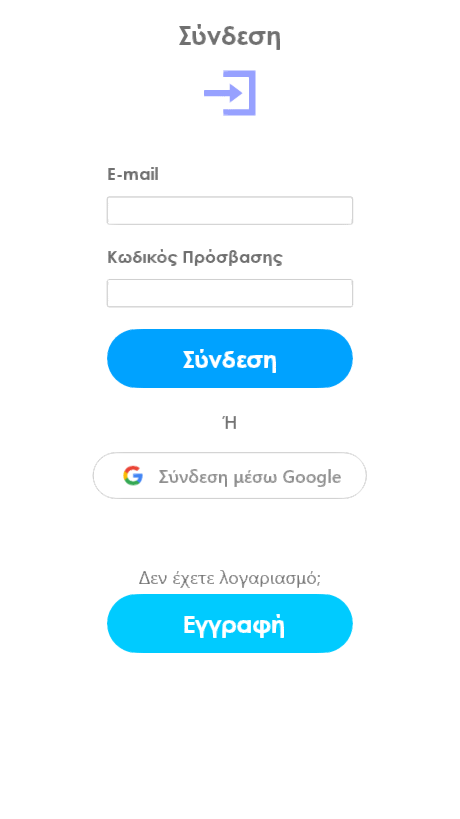 Σύνδεση
E-mail
Κωδικός Πρόσβασης
Σύνδεση
Ή
Σύνδεση μέσω Google
Δεν έχετε λογαριασμό;
Εγγραφή